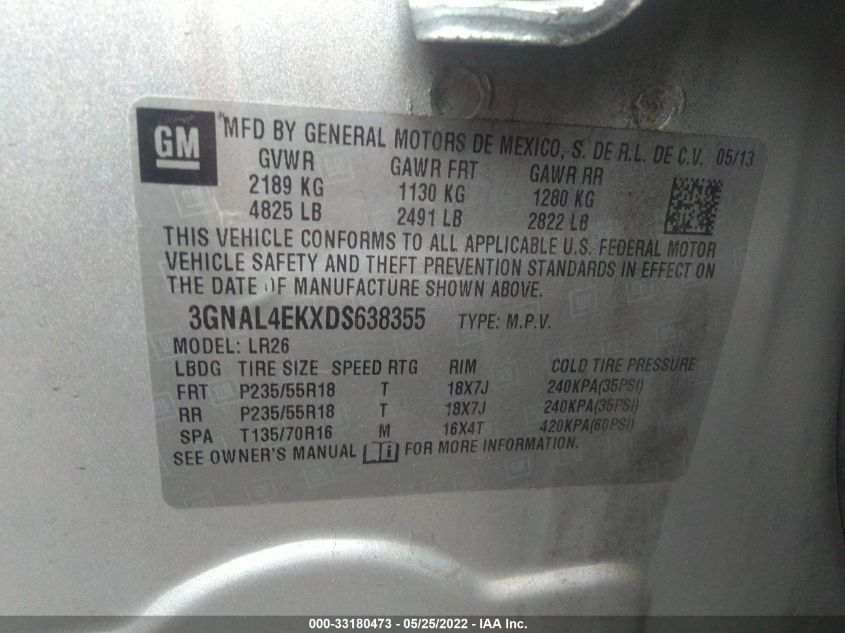 GM
MFD BY GENERAL MOTORS DE MEXICO, S. DE R.L. DE C.V. 05/13
GVWR GAWR FRT GAWR RR
2189 KG 1130 KG 1280 KG
4825 LB 2491 LB 2822 LB
THIS VEHICLE CONFORMS TO ALL APPLICABLE U.S. FEDERAL MOTOR
VEHICLE SAFETY AND THEFT PREVENTION STANDARDS IN EFFECT ON
THE DATE OF MANUFACTURE SHOWN ABOVE.
3GNAL4EKXDS638355 TYPE: M.P.V.
MODEL: LR26
LBDG TIRE SIZE SPEED RTG RIM COLD TIRE PRESSURE
FRT P235/55R18 T 18X7J 240KPA(35PSI)
RR P235/55R18 T 18X7J 240KPA(35PSI)
SPA T135/70R16 M 16X4T 420KPA(60PSI)
SEE OWNER'S MANUAL FOR MORE INFORMATION.
000-33180473 - 05/25/2022 - IAA Inc.